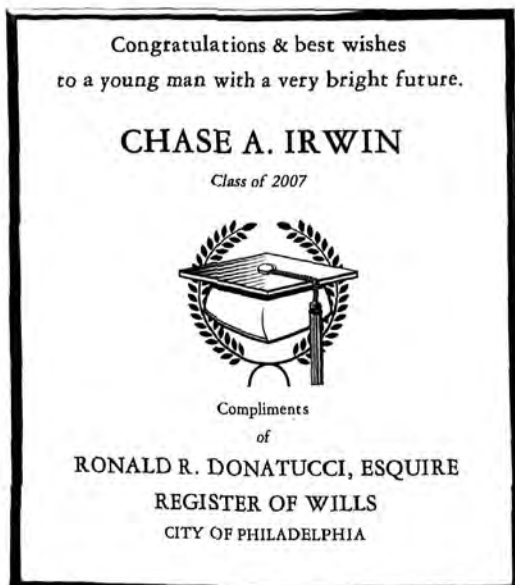 Congratulations & best wishes
to a young man with a very bright future.
CHASE A. IRWIN
Class of 2007
Compliments
of
RONALD R. DONATUCCI, ESQUIRE
REGISTER OF WILLS
CITY OF PHILADELPHIA